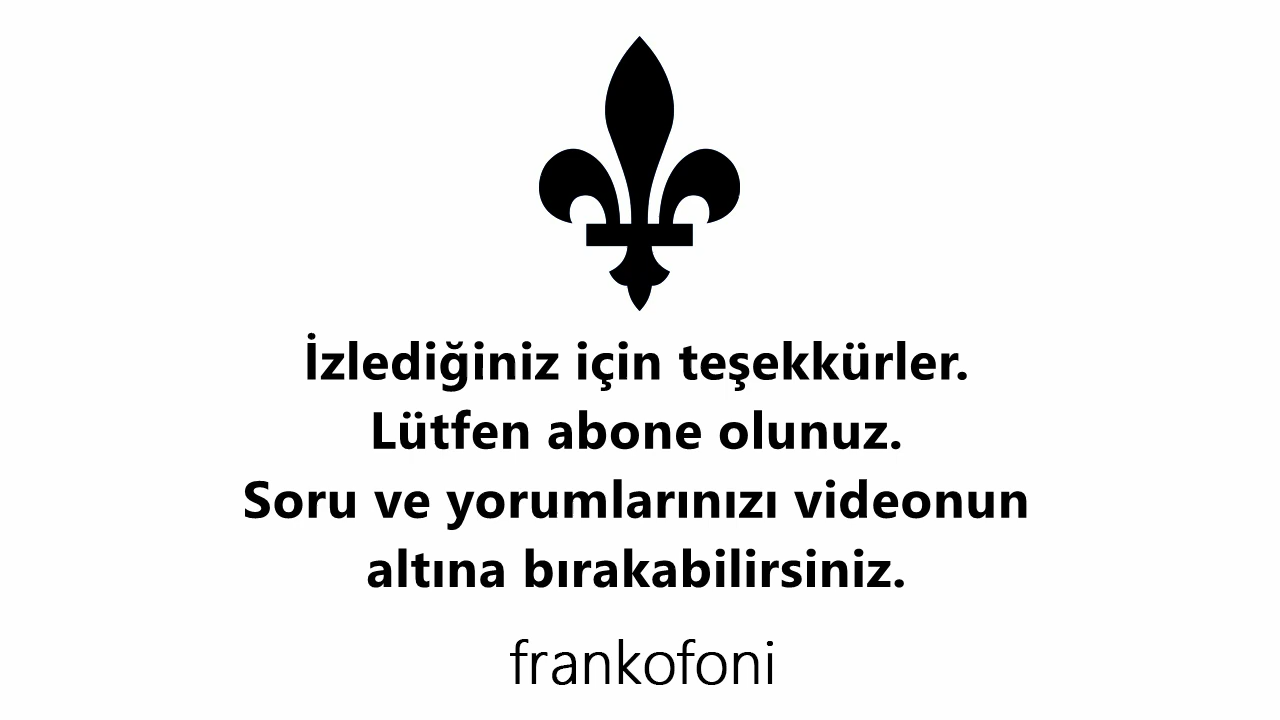 İzlediğiniz için teşekkürler.
Lütfen abone olunuz.
Soru ve yorumlarınızı videonun
altına bırakabilirsiniz.
frankofoni